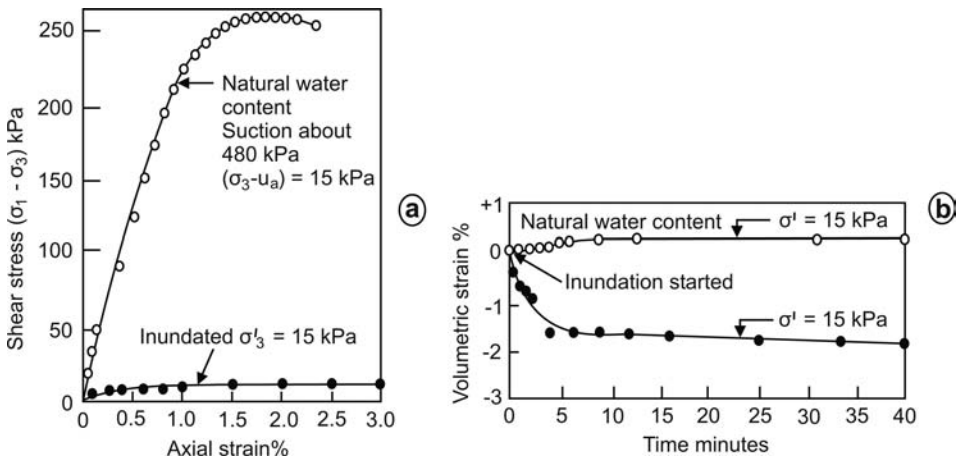 250
200
150
100
50
0
Shear stress (σ₁ - σ₃) kPa
Natural water
content
Suction about
480 kPa
(σ₃-uₐ) = 15 kPa
Inundated σ'₃ = 15 kPa
0 0.5 1.0 1.5 2.0 2.5 3.0
Axial strain%
a
+1
0
-1
-2
-3
Volumetric strain %
Natural water content
σ' = 15 kPa
Inundation started
σ' = 15 kPa
0 5 10 15 20 25 30 35 40
Time minutes
b